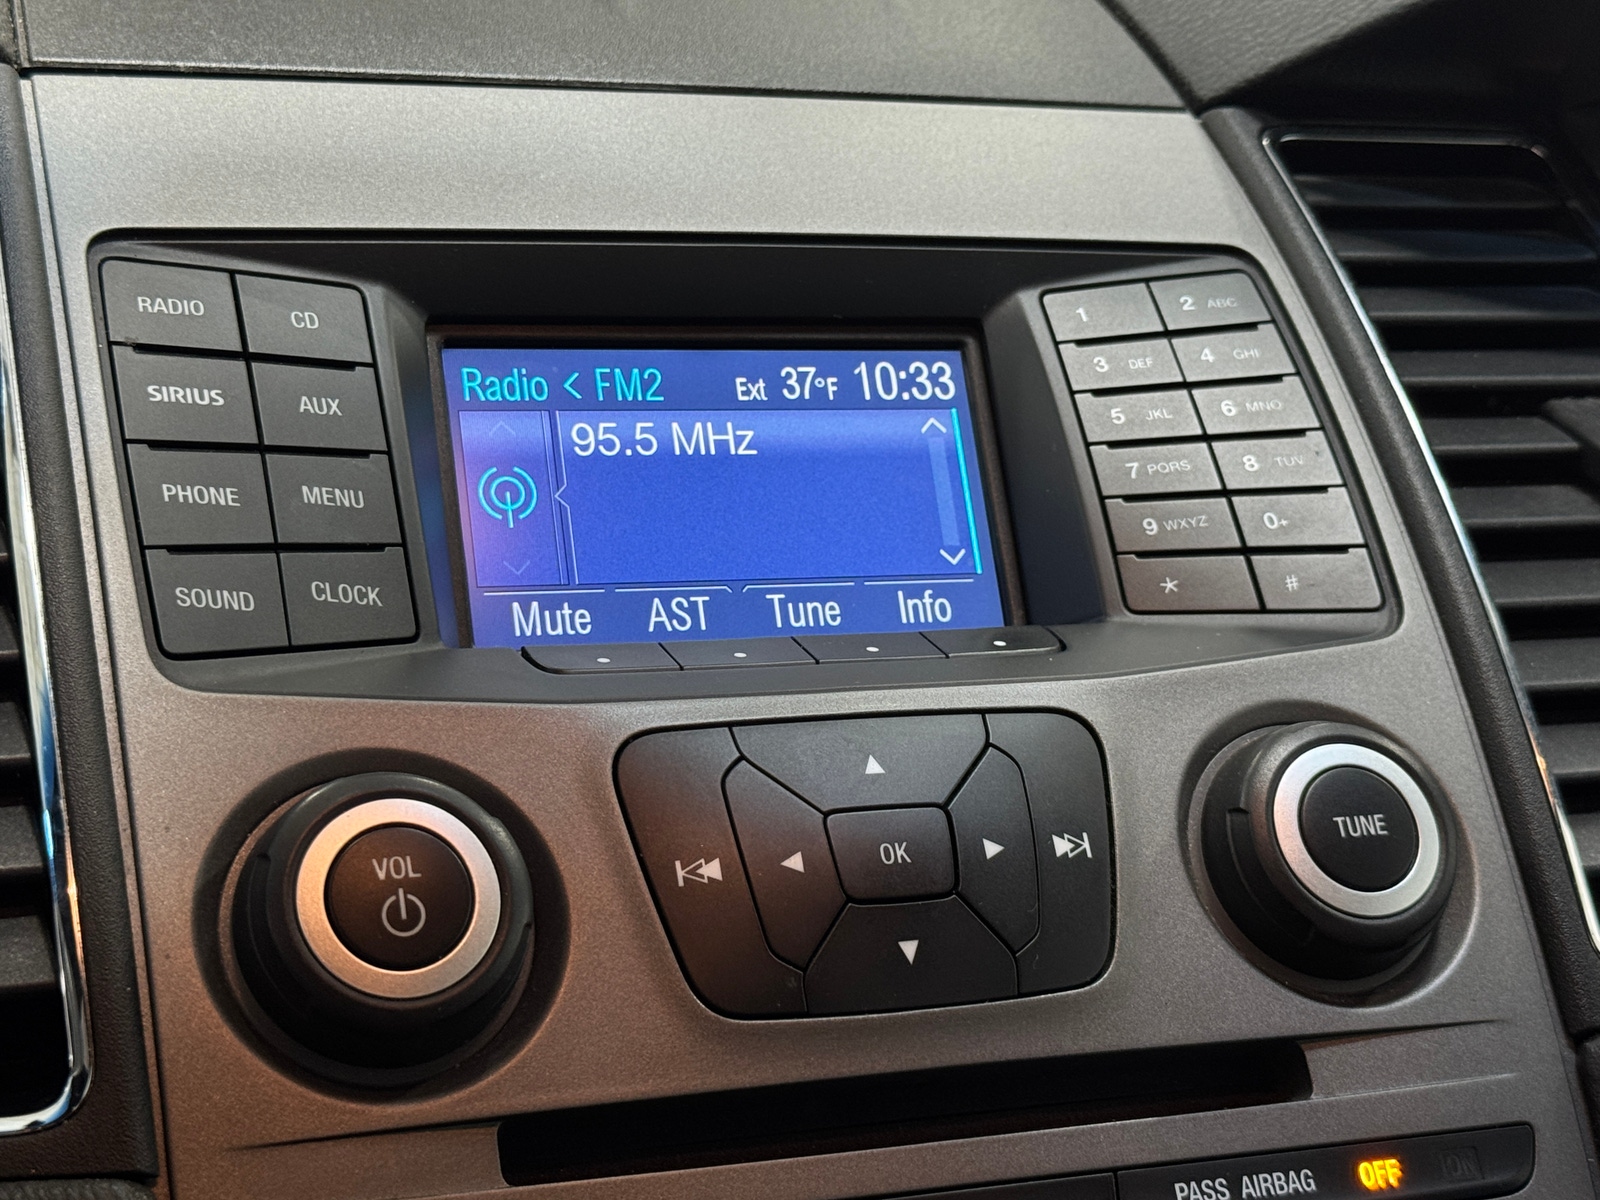 RADIO CD
SIRIUS AUX
PHONE MENU
SOUND CLOCK
Radio < FM2 Ext 37°F 10:33
95.5 MHz
Mute AST Tune Info
1 2 ABC
3 DEF 4 GHI
5 JKL 6 MNO
7 PQRS 8 TUV
9 WXYZ 0+
* #
VOL
OK
TUNE
PASS AIRBAG OFF ON